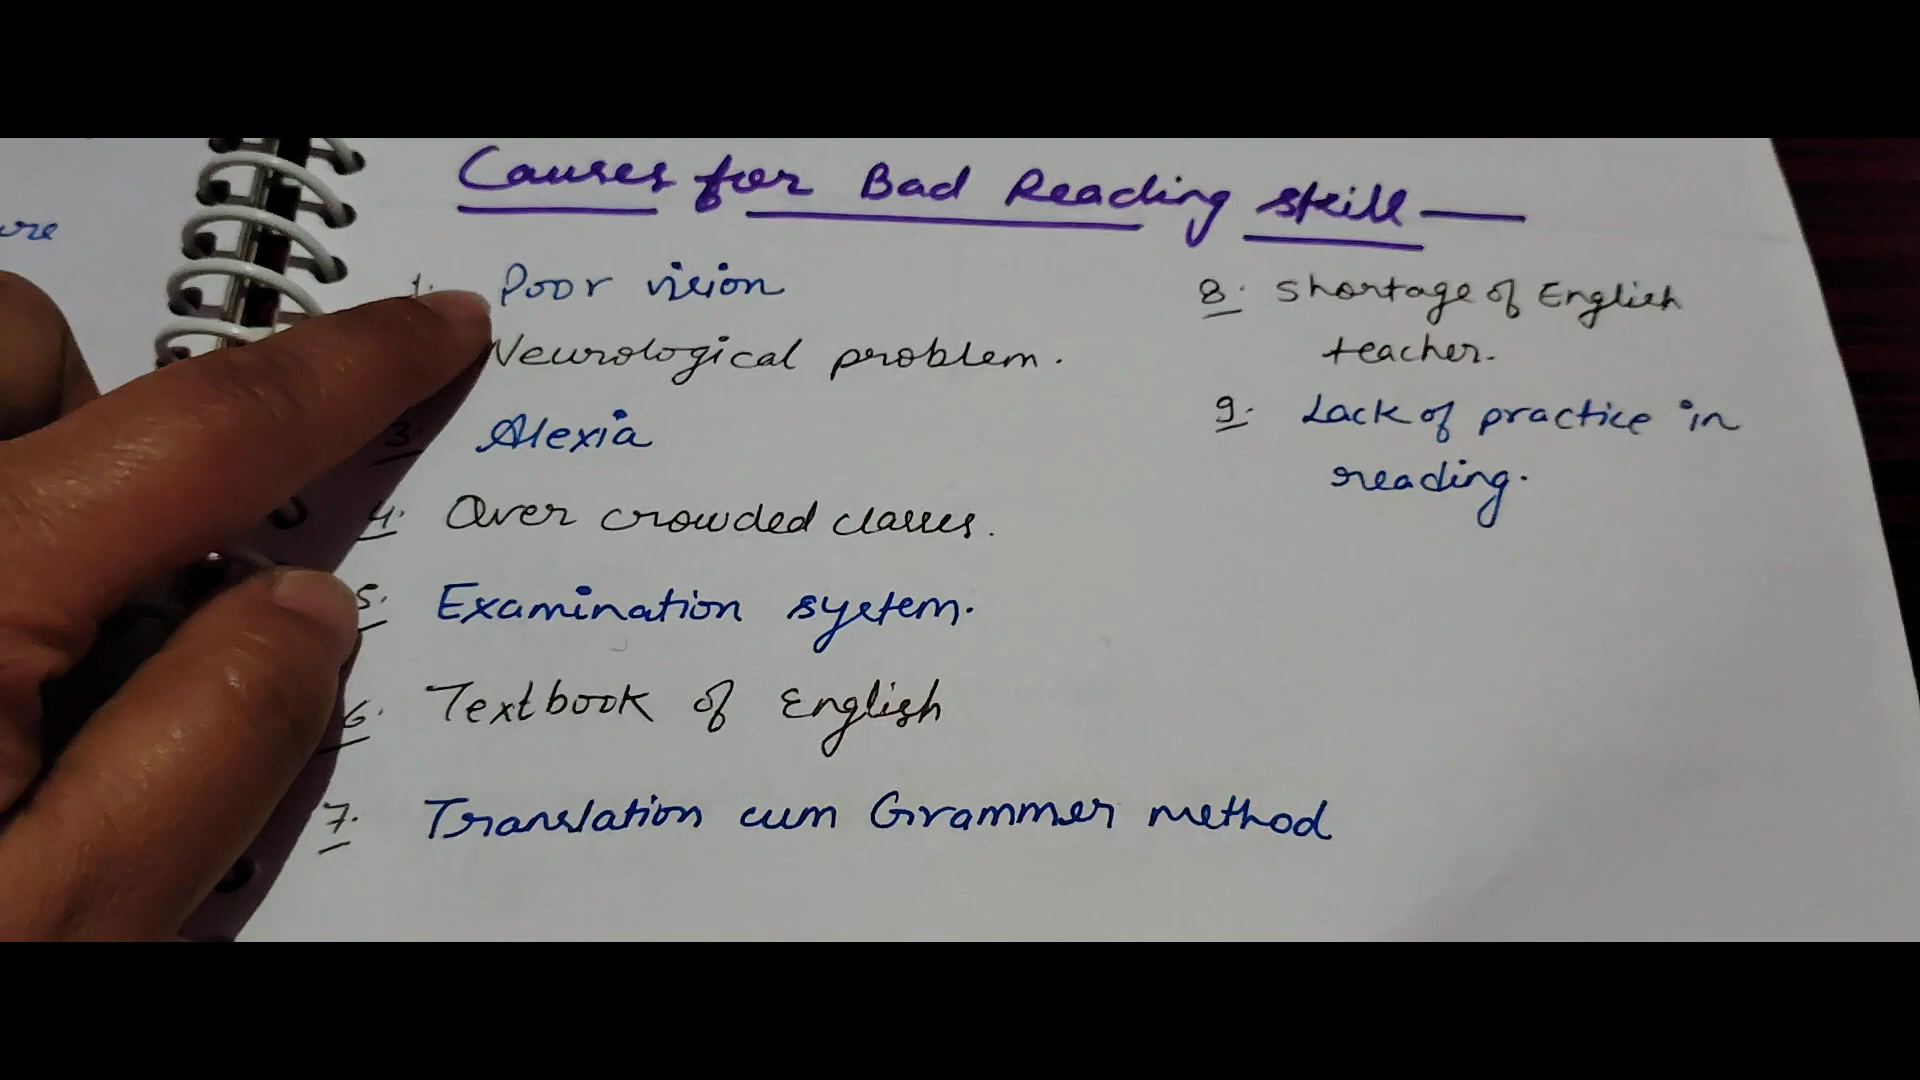 Causes for Bad Reading skill —
1. Poor vision
Neurological problem.
3. Alexia
4. Over crowded classes.
5. Examination system.
6. Textbook of English
7. Translation cum Grammer method
8. Shortage of English
teacher.
9. Lack of practice in
reading.